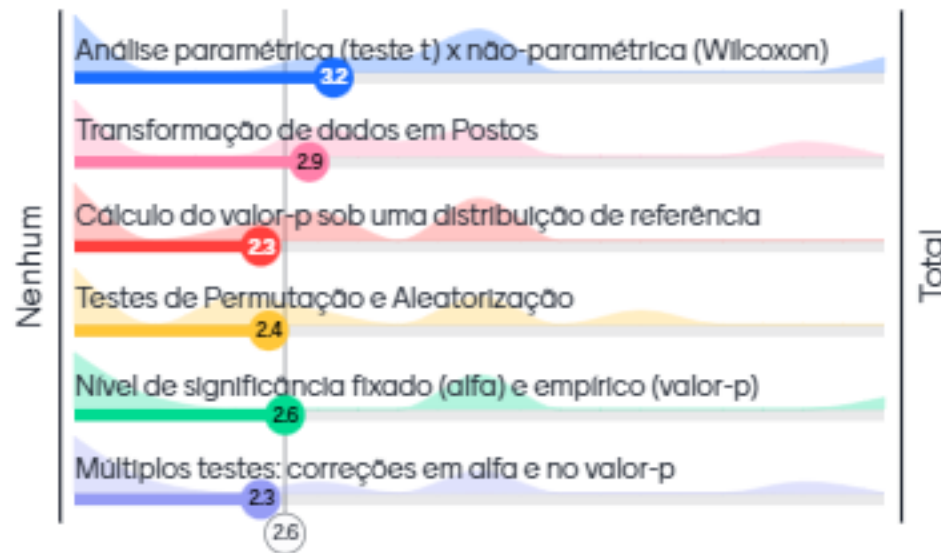 Análise paramétrica (teste t) x não-paramétrica (Wilcoxon)
3.2
Transformação de dados em Postos
2.9
Cálculo do valor-p sob uma distribuição de referência
2.3
Testes de Permutação e Aleatorização
2.4
Nível de significância fixado (alfa) e empírico (valor-p)
2.6
Múltiplos testes: correções em alfa e no valor-p
2.3
2.6
Nenhum
Total